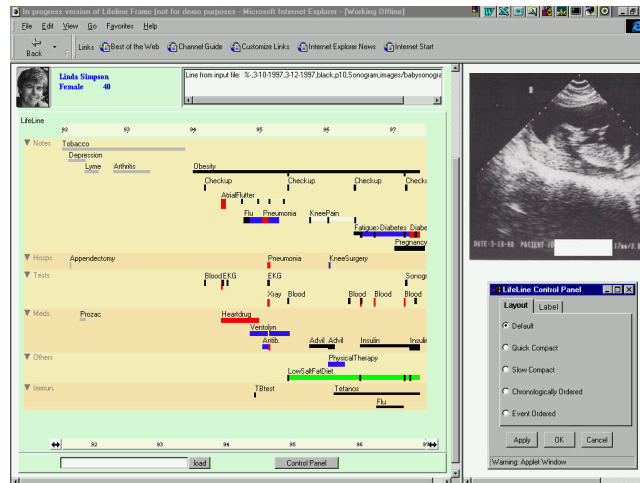 In progress version of Lifeline Frame (not for demo purposes - Microsoft Internet Explorer - [Working Offline]
File Edit View Go Favorites Help
Back
Links Best of the Web Channel Guide Customize Links Internet Explorer News Internet Start
Linda Simpson
Female 40
Line from input file: %-,3-10-1997,3-12-1997,black,p10,Sonogram,images/babysonogra
LifeLine
92 93 94 95 96 97
Notes Tobacco
Depression
Lyme Arthritis Obesity
Checkup Checkup Checkup Checku
AtrialFlutter
Flu Pneumonia KneePain
Fatigue>Diabetes Diabe
Pregnancy
Hosps. Appendectomy Pneumonia KneeSurgery
Tests Blood EKG EKG Sonogr
Xray Blood Blood Blood Blood
Meds. Prozac Heartdrug
Ventolyn
Antib. Advil Advil Insulin Insulin
Others PhysicalTherapy
LowSaltFatDiet
Immun. TBtest Tetanos
Flu
92 93 94 95 96 97
load Control Panel
PATIENT
LifeLine Control Panel
Layout Label
Default
Quick Compact
Slow Compact
Chronologically Ordered
Event Ordered
Apply OK Cancel
Warning: Applet Window